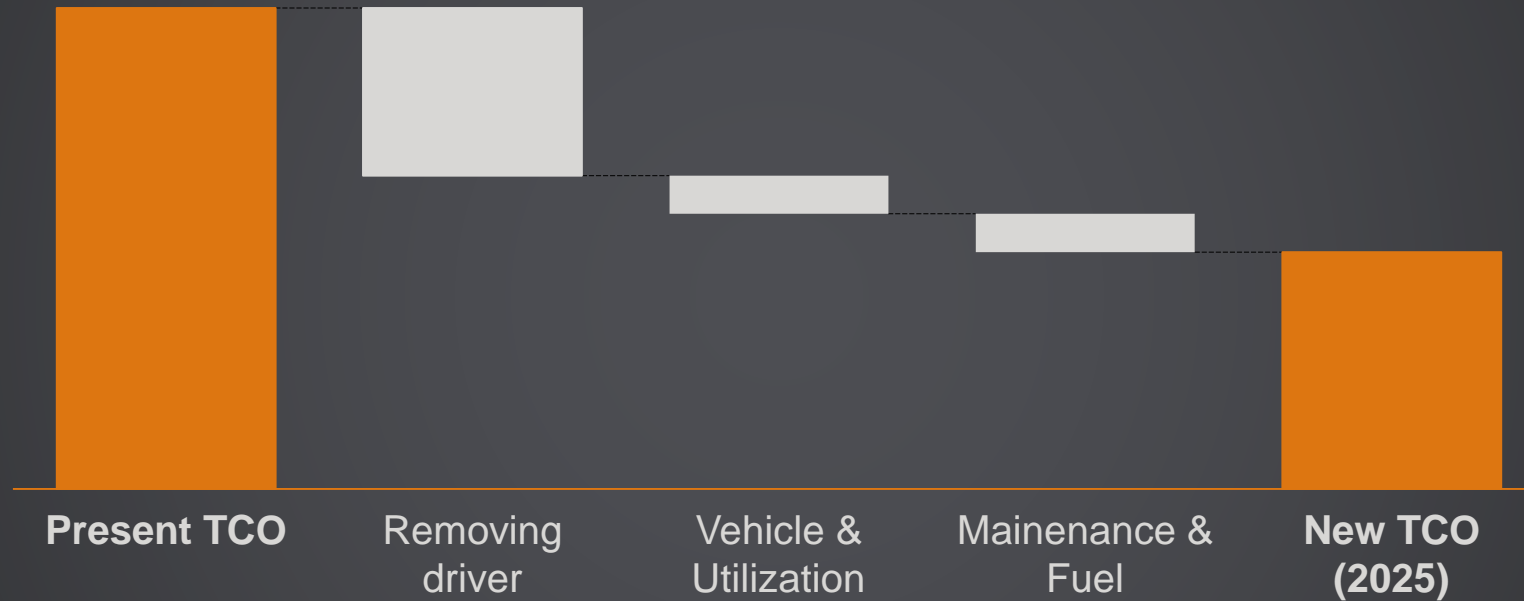 Present TCO
Removing
driver
Vehicle &
Utilization
Mainenance &
Fuel
New TCO
(2025)